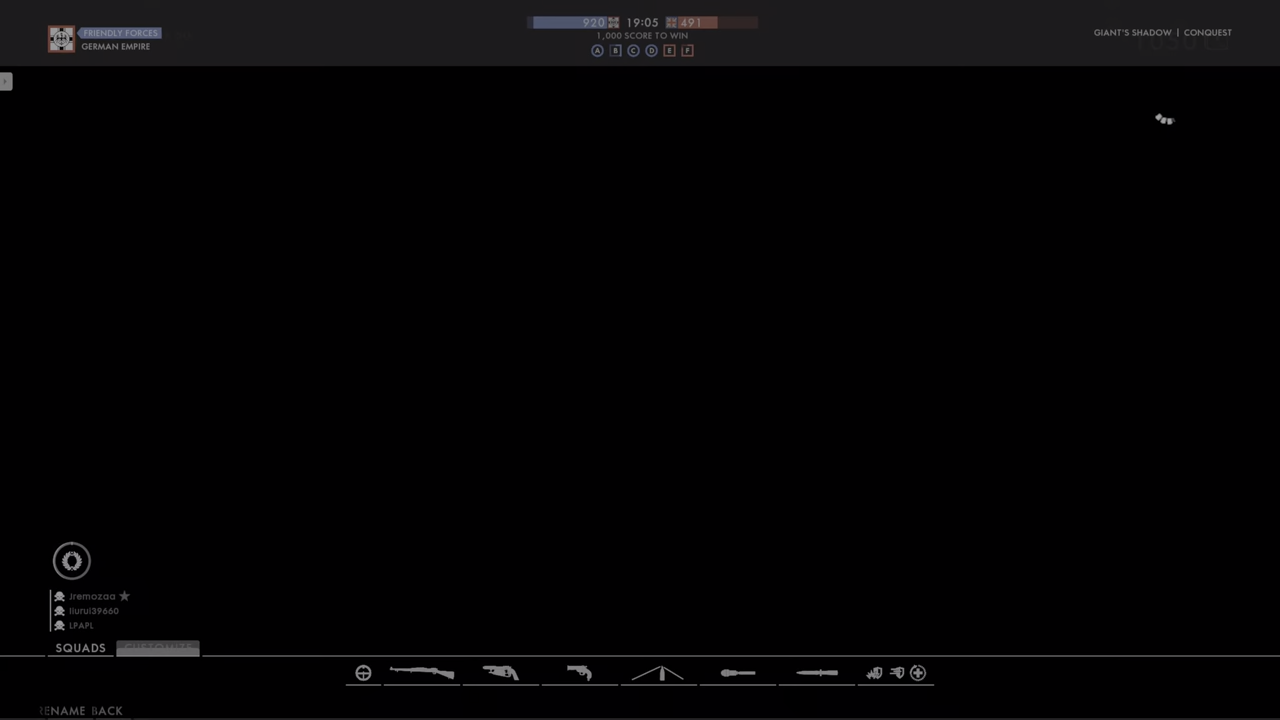 FRIENDLY FORCES
GERMAN EMPIRE
920 19:05 491
1,000 SCORE TO WIN
A B C D E F
GIANT'S SHADOW | CONQUEST
Jremozaa
LPAPL
SQUADS CUSTOMIZE
BACK